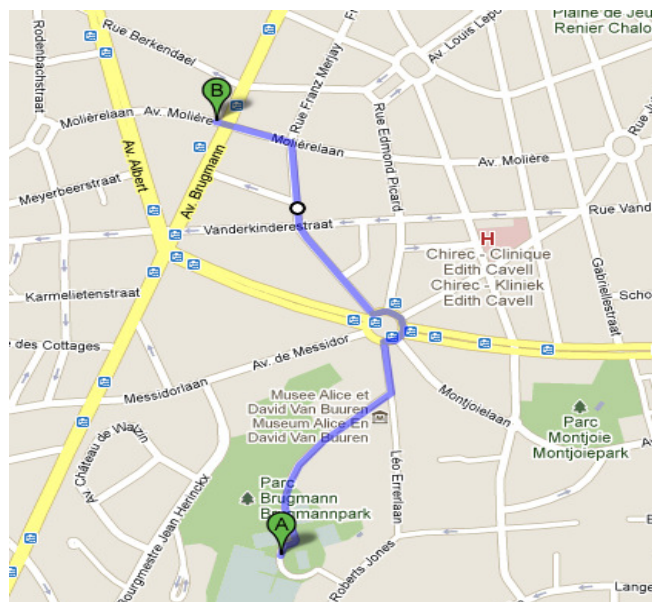 Plaine de Jeu
Renier Chalo
Rodenbachstraat
Rue Berkendael
Av. Louis Lepo
Rue Franz Merjay
B
Molièrelaan
Av. Molière
Molièrelaan
Rue Edmond Picard
Av. Molière
Av. Albert
Av. Brugmann
Meyerbeerstraat
Vanderkinderestraat
Rue Vand
H
Chirec - Clinique
Edith Cavell
Chirec - Kliniek
Edith Cavell
Gabriellestraat
Scho
Karmelietenstraat
e des Cottages
Av. de Messidor
Messidorlaan
Montjoielaan
Musee Alice et
David Van Buuren
Museum Alice En
David Van Buuren
Parc
Montjoie
Montjoiepark
Av. Château de Walzin
Léo Errerlaan
Parc
Brugmann
Brugmannpark
A
Bourgmestre Jean Herinckx
Roberts Jones
Lange